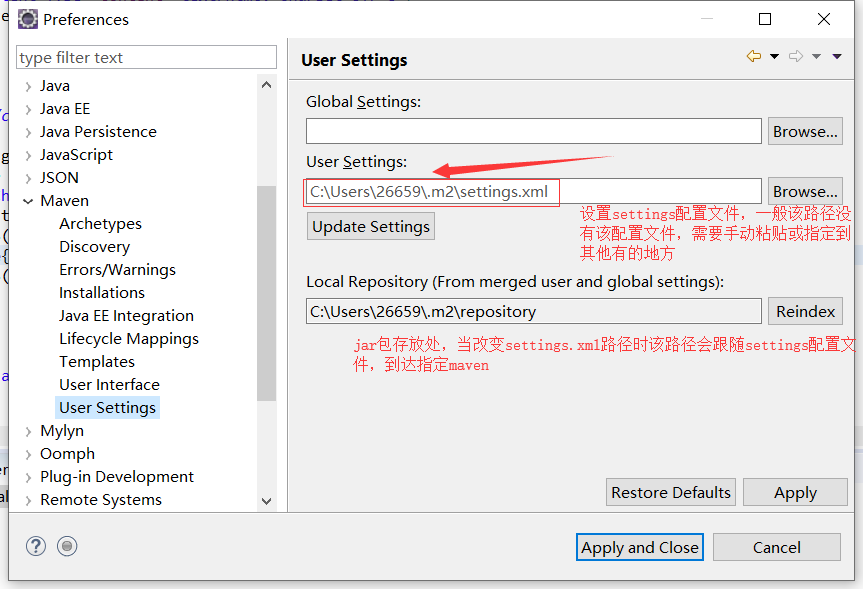 Preferences
type filter text
Java
Java EE
Java Persistence
JavaScript
JSON
Maven
Archetypes
Discovery
Errors/Warnings
Installations
Java EE Integration
Lifecycle Mappings
Templates
User Interface
User Settings
Mylyn
Oomph
Plug-in Development
Remote Systems
User Settings
Global Settings:
Browse...
User Settings:
C:\Users\26659\.m2\settings.xml
Browse...
Update Settings
设置settings配置文件，一般该路径没
有该配置文件，需要手动粘贴或指定到
其他有的地方
Local Repository (From merged user and global settings):
C:\Users\26659\.m2\repository
Reindex
jar包存放处，当改变settings.xml路径时该路径会跟随settings配置文
件，到达指定maven
Restore Defaults
Apply
Apply and Close
Cancel